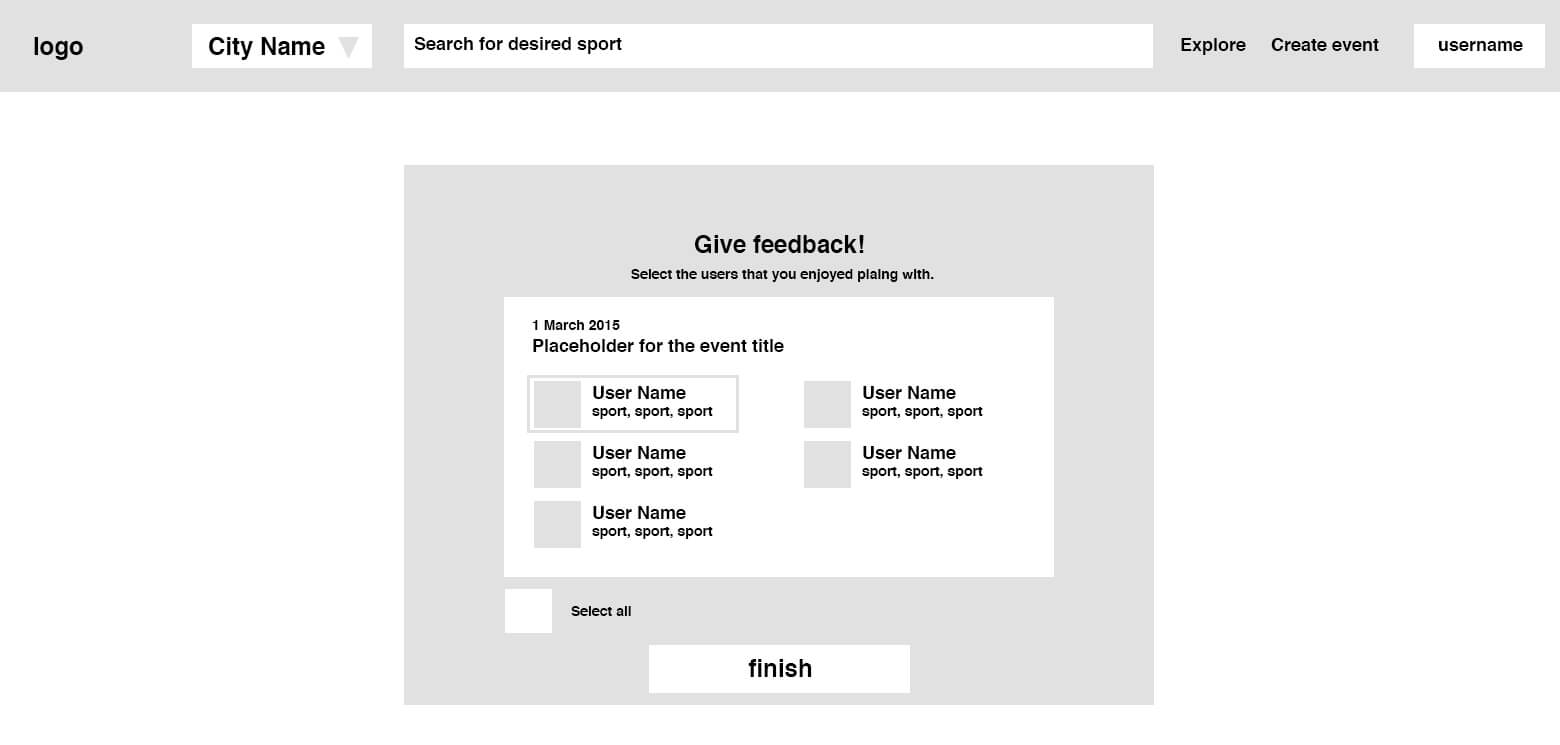 logo
City Name
Search for desired sport
Explore
Create event
username
Give feedback!
Select the users that you enjoyed plaing with.
1 March 2015
Placeholder for the event title
User Name
sport, sport, sport
User Name
sport, sport, sport
User Name
sport, sport, sport
User Name
sport, sport, sport
User Name
sport, sport, sport
Select all
finish